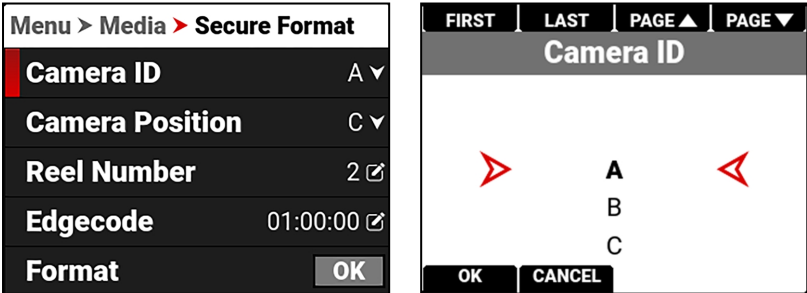 Menu > Media > Secure Format
Camera ID A
Camera Position C
Reel Number 2
Edgecode 01:00:00
Format OK
FIRST LAST PAGE▲ PAGE▼
Camera ID
A
B
C
OK CANCEL